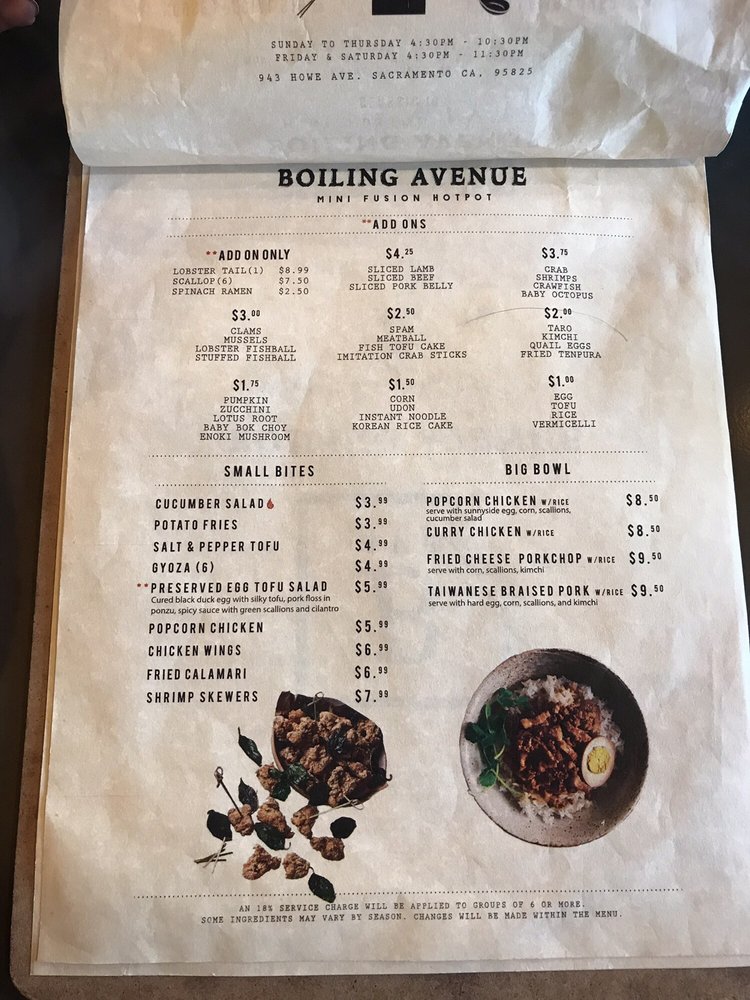 SUNDAY TO THURSDAY 4:30PM - 10:30PM
FRIDAY & SATURDAY 4:30PM - 11:30PM
943 HOWE AVE. SACRAMENTO CA, 95825
BOILING AVENUE
MINI FUSION HOTPOT
**ADD ONS
**ADD ON ONLY
LOBSTER TAIL(1) $8.99
SCALLOP(6) $7.50
SPINACH RAMEN $2.50
$4.25
SLICED LAMB
SLICED BEEF
SLICED PORK BELLY
$3.75
CRAB
SHRIMPS
CRAWFISH
BABY OCTOPUS
$3.00
CLAMS
MUSSELS
LOBSTER FISHBALL
STUFFED FISHBALL
$2.50
SPAM
MEATBALL
FISH TOFU CAKE
IMITATION CRAB STICKS
$2.00
TARO
KIMCHI
QUAIL EGGS
FRIED TENPURA
$1.75
PUMPKIN
ZUCCHINI
LOTUS ROOT
BABY BOK CHOY
ENOKI MUSHROOM
$1.50
CORN
UDON
INSTANT NOODLE
KOREAN RICE CAKE
$1.00
EGG
TOFU
RICE
VERMICELLI
SMALL BITES
CUCUMBER SALAD $3.99
POTATO FRIES $3.99
SALT & PEPPER TOFU $4.99
GYOZA (6) $4.99
**PRESERVED EGG TOFU SALAD $5.99
Cured black duck egg with silky tofu, pork floss in
ponzu, spicy sauce with green scallions and cilantro
POPCORN CHICKEN $5.99
CHICKEN WINGS $6.99
FRIED CALAMARI $6.99
SHRIMP SKEWERS $7.99
BIG BOWL
POPCORN CHICKEN W/RICE $8.50
serve with sunnyside egg, corn, scallions,
cucumber salad
CURRY CHICKEN W/RICE $8.50
FRIED CHEESE PORKCHOP W/RICE $9.50
serve with corn, scallions, kimchi
TAIWANESE BRAISED PORK W/RICE $9.50
serve with hard egg, corn, scallions, and kimchi
AN 18% SERVICE CHARGE WILL BE APPLIED TO GROUPS OF 6 OR MORE.
SOME INGREDIENTS MAY VARY BY SEASON. CHANGES WILL BE MADE WITHIN THE MENU.